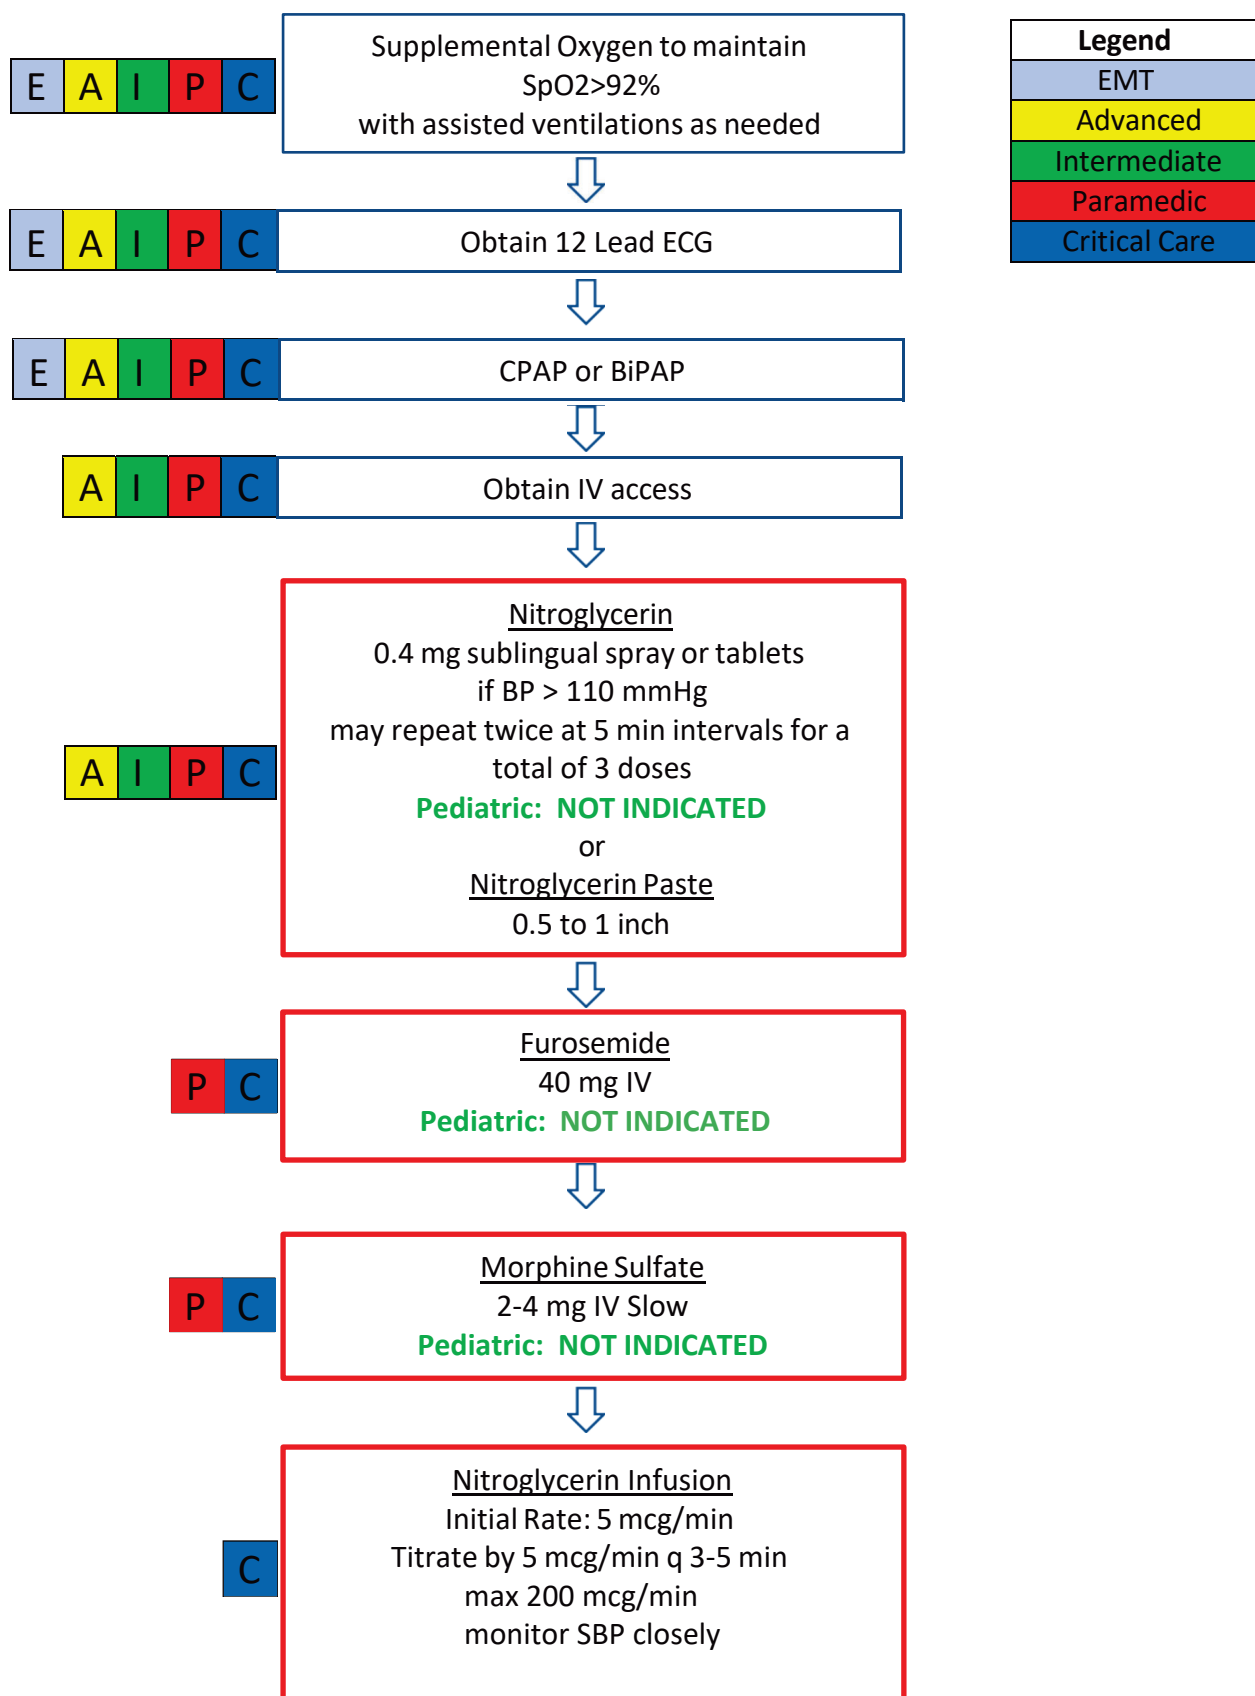 Supplemental Oxygen to maintain
SpO2>92%
with assisted ventilations as needed
E A I P C
Legend
EMT
Advanced
Intermediate
Paramedic
Critical Care
E A I P C
Obtain 12 Lead ECG
E A I P C
CPAP or BiPAP
A I P C
Obtain IV access
Nitroglycerin
0.4 mg sublingual spray or tablets
if BP > 110 mmHg
may repeat twice at 5 min intervals for a
total of 3 doses
Pediatric: NOT INDICATED
or
Nitroglycerin Paste
0.5 to 1 inch
A I P C
Furosemide
40 mg IV
Pediatric: NOT INDICATED
P C
Morphine Sulfate
2-4 mg IV Slow
Pediatric: NOT INDICATED
P C
Nitroglycerin Infusion
Initial Rate: 5 mcg/min
Titrate by 5 mcg/min q 3-5 min
max 200 mcg/min
monitor SBP closely
C